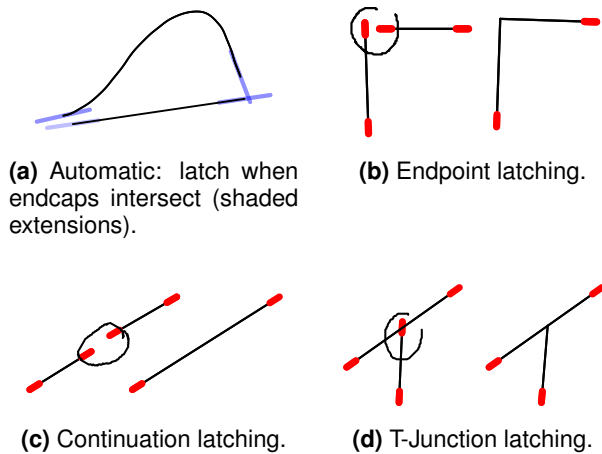 (a) Automatic: latch when
endcaps intersect (shaded
extensions).
(b) Endpoint latching.
(c) Continuation latching.
(d) T-Junction latching.